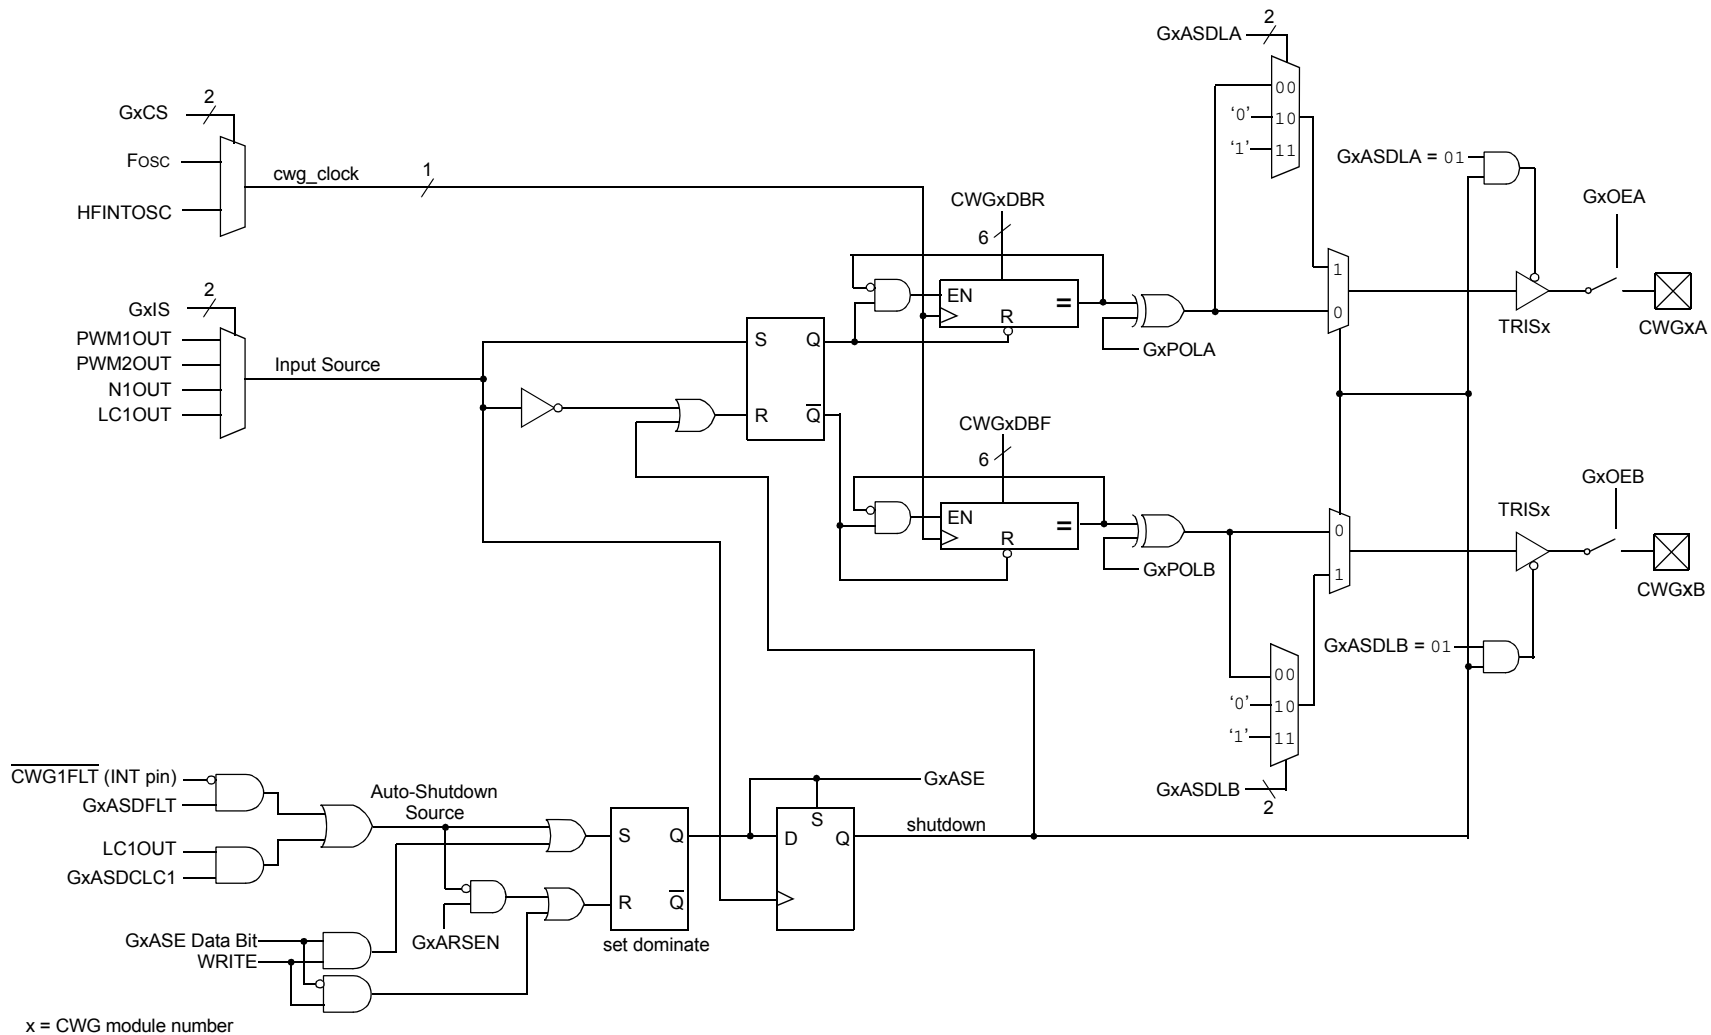 GxASDLA
2
00
'0'
10
'1'
11
GxCS
2
FOSC
HFINTOSC
cwg_clock
1
GxASDLA = 01
GxOEA
CWGxDBR
6
EN
=
R
GxPOLA
1
0
TRISx
CWGxA
GxIS
2
PWM1OUT
PWM2OUT
N1OUT
LC1OUT
Input Source
S
Q
R
Q
CWGxDBF
6
EN
=
R
GxPOLB
0
1
TRISx
GxOEB
CWGxB
GxASDLB = 01
00
'0'
10
'1'
11
GxASDLB
2
CWG1FLT (INT pin)
GxASDFLT
LC1OUT
GxASDCLC1
Auto-Shutdown
Source
S
Q
R
Q
set dominate
GxASE
S
D
Q
shutdown
GxARSEN
GxASE Data Bit
WRITE
x = CWG module number